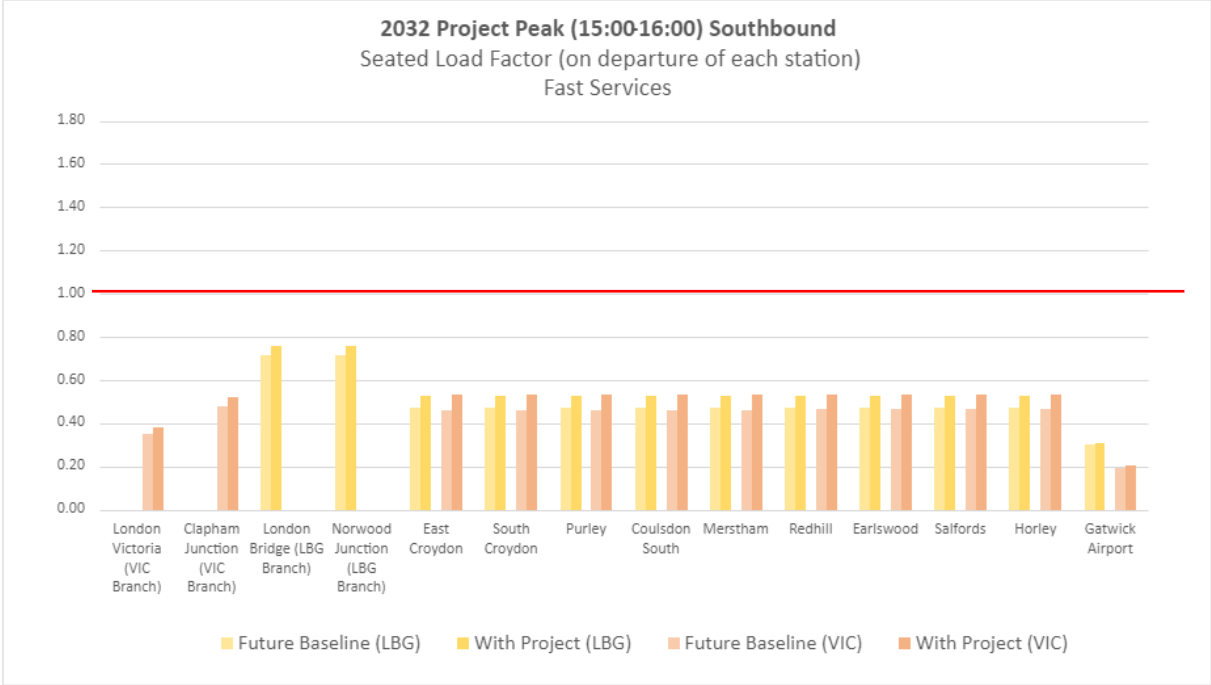 2032 Project Peak (15:00-16:00) Southbound
Seated Load Factor (on departure of each station)
Fast Services
1.80
1.60
1.40
1.20
1.00
0.80
0.60
0.40
0.20
0.00
London Victoria (VIC Branch)
Clapham Junction (VIC Branch)
London Bridge (LBG Branch)
Norwood Junction (LBG Branch)
East Croydon
South Croydon
Purley
Coulsdon South
Merstham
Redhill
Earlswood
Salfords
Horley
Gatwick Airport
Future Baseline (LBG)
With Project (LBG)
Future Baseline (VIC)
With Project (VIC)